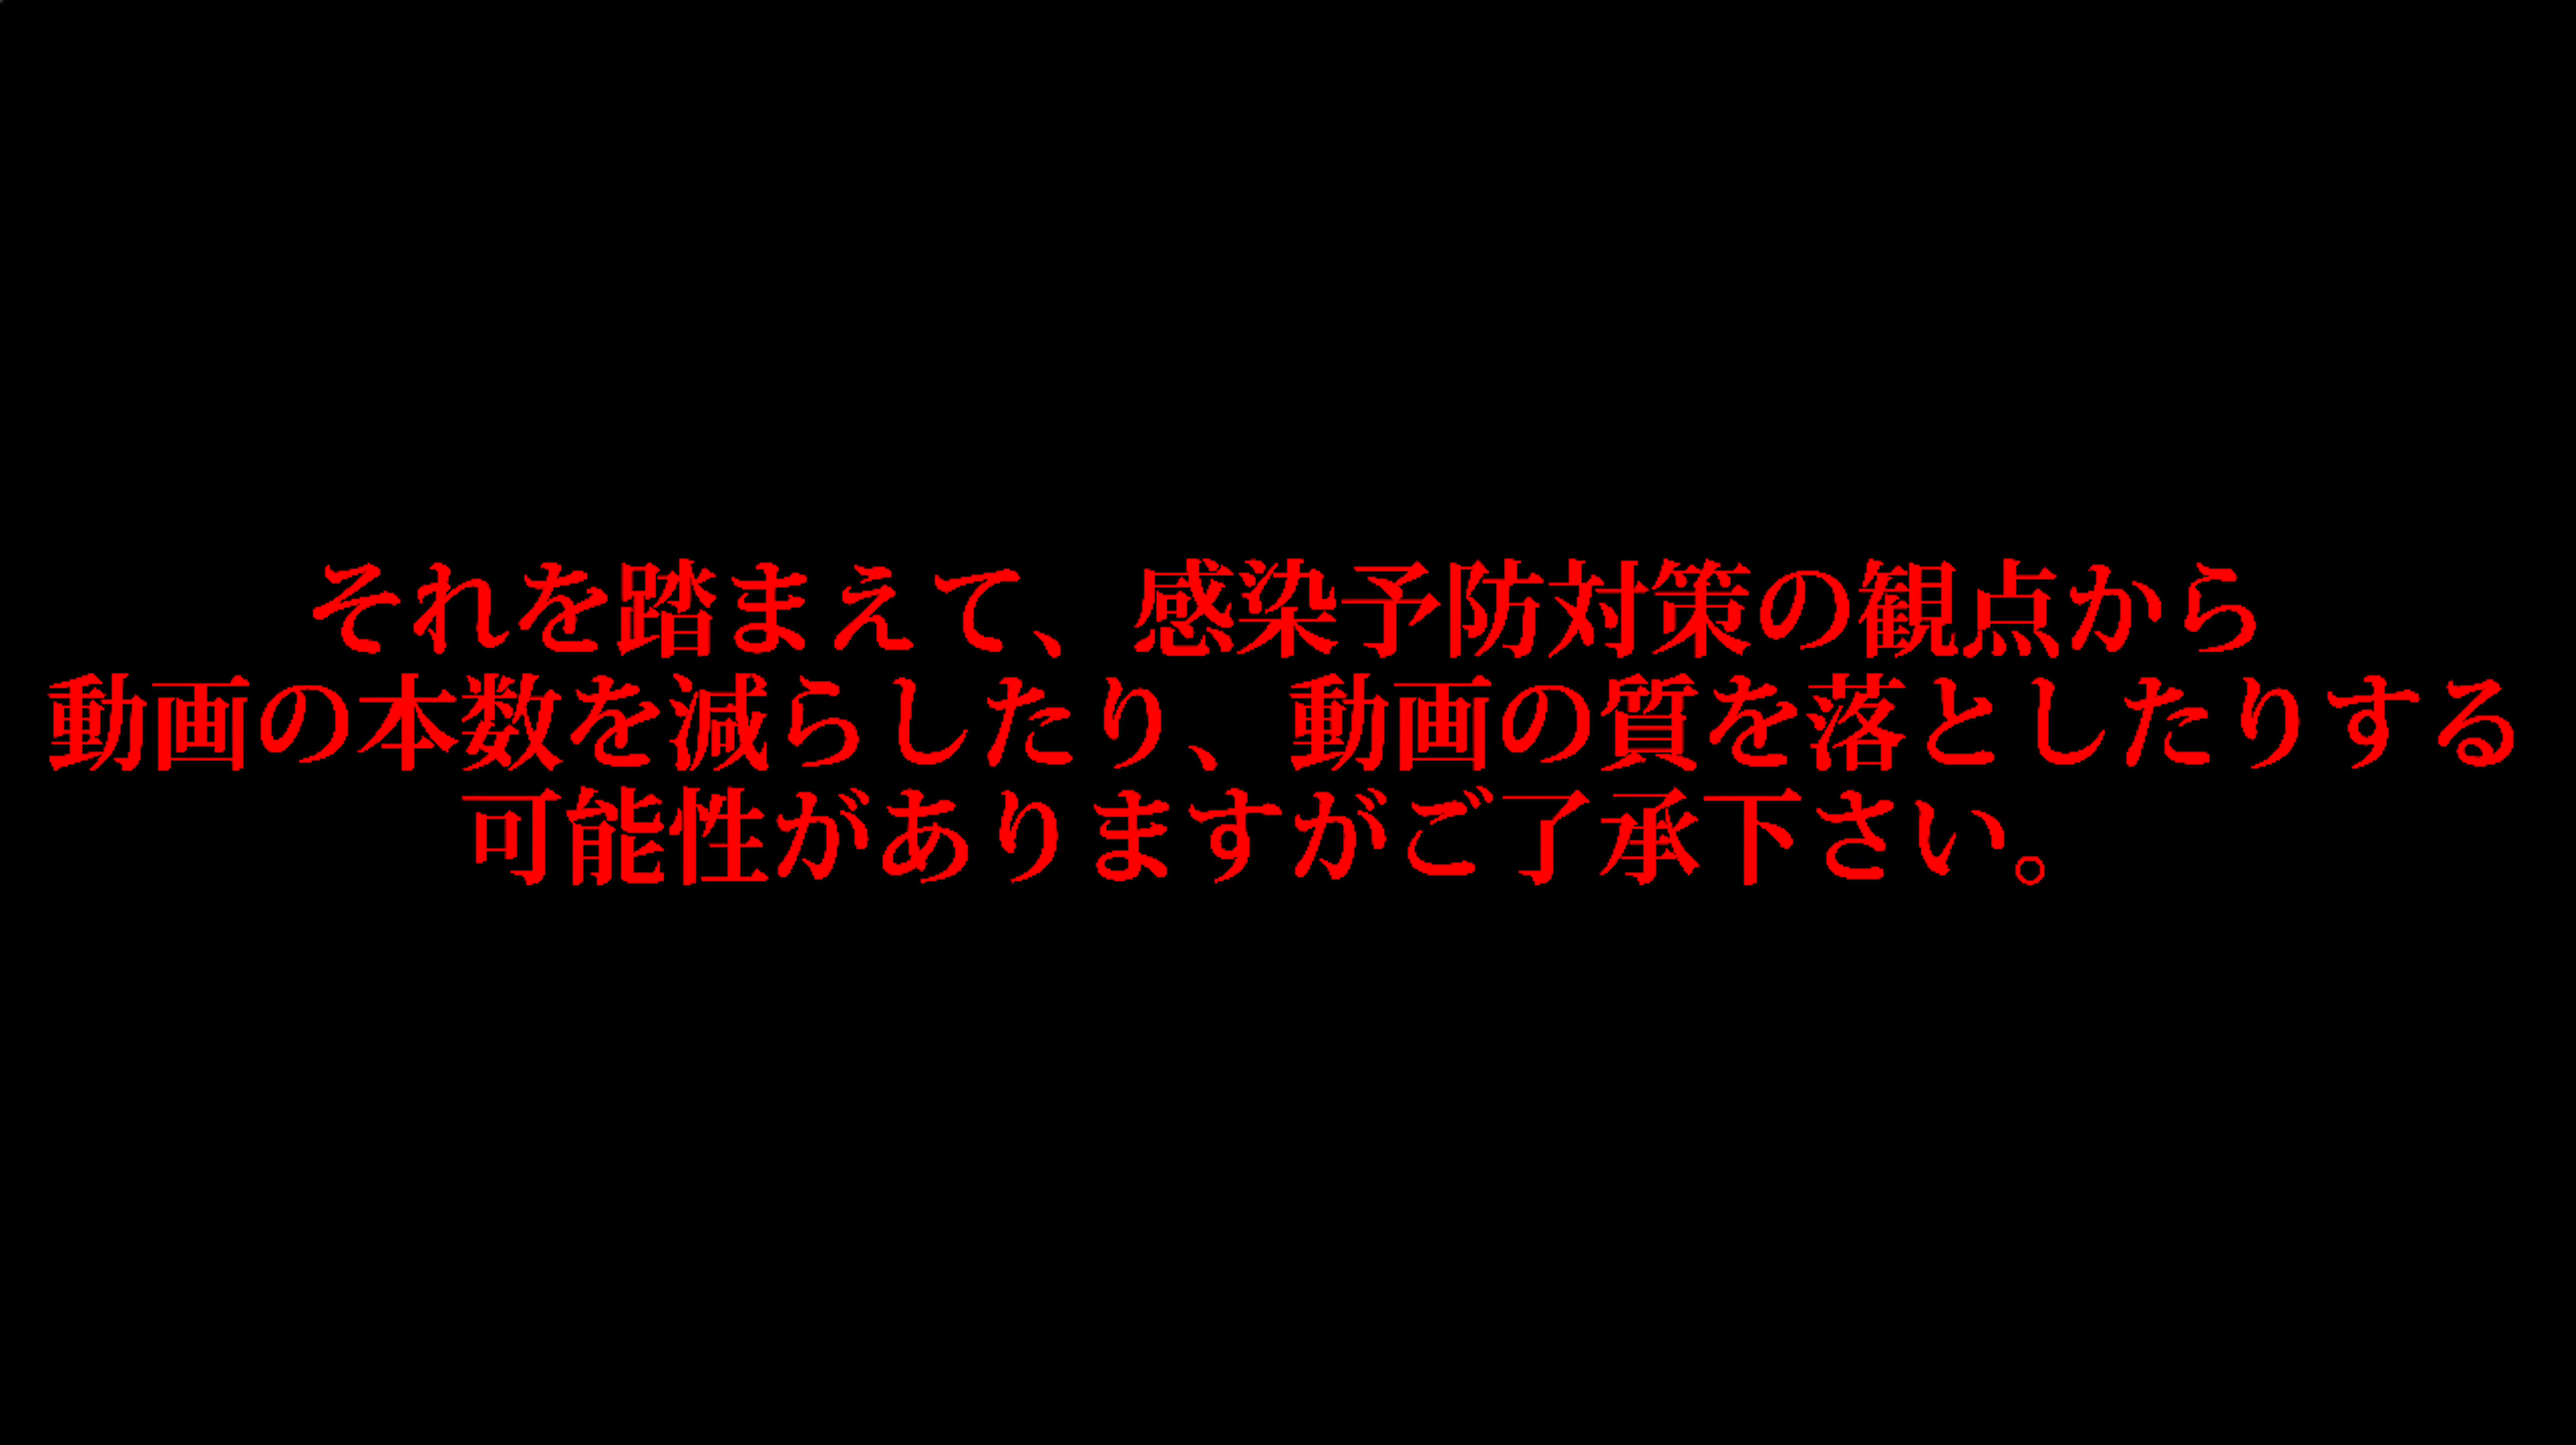 それを踏まえて、感染予防対策の観点から
動画の本数を減らしたり、動画の質を落としたりする
可能性がありますがご了承下さい。